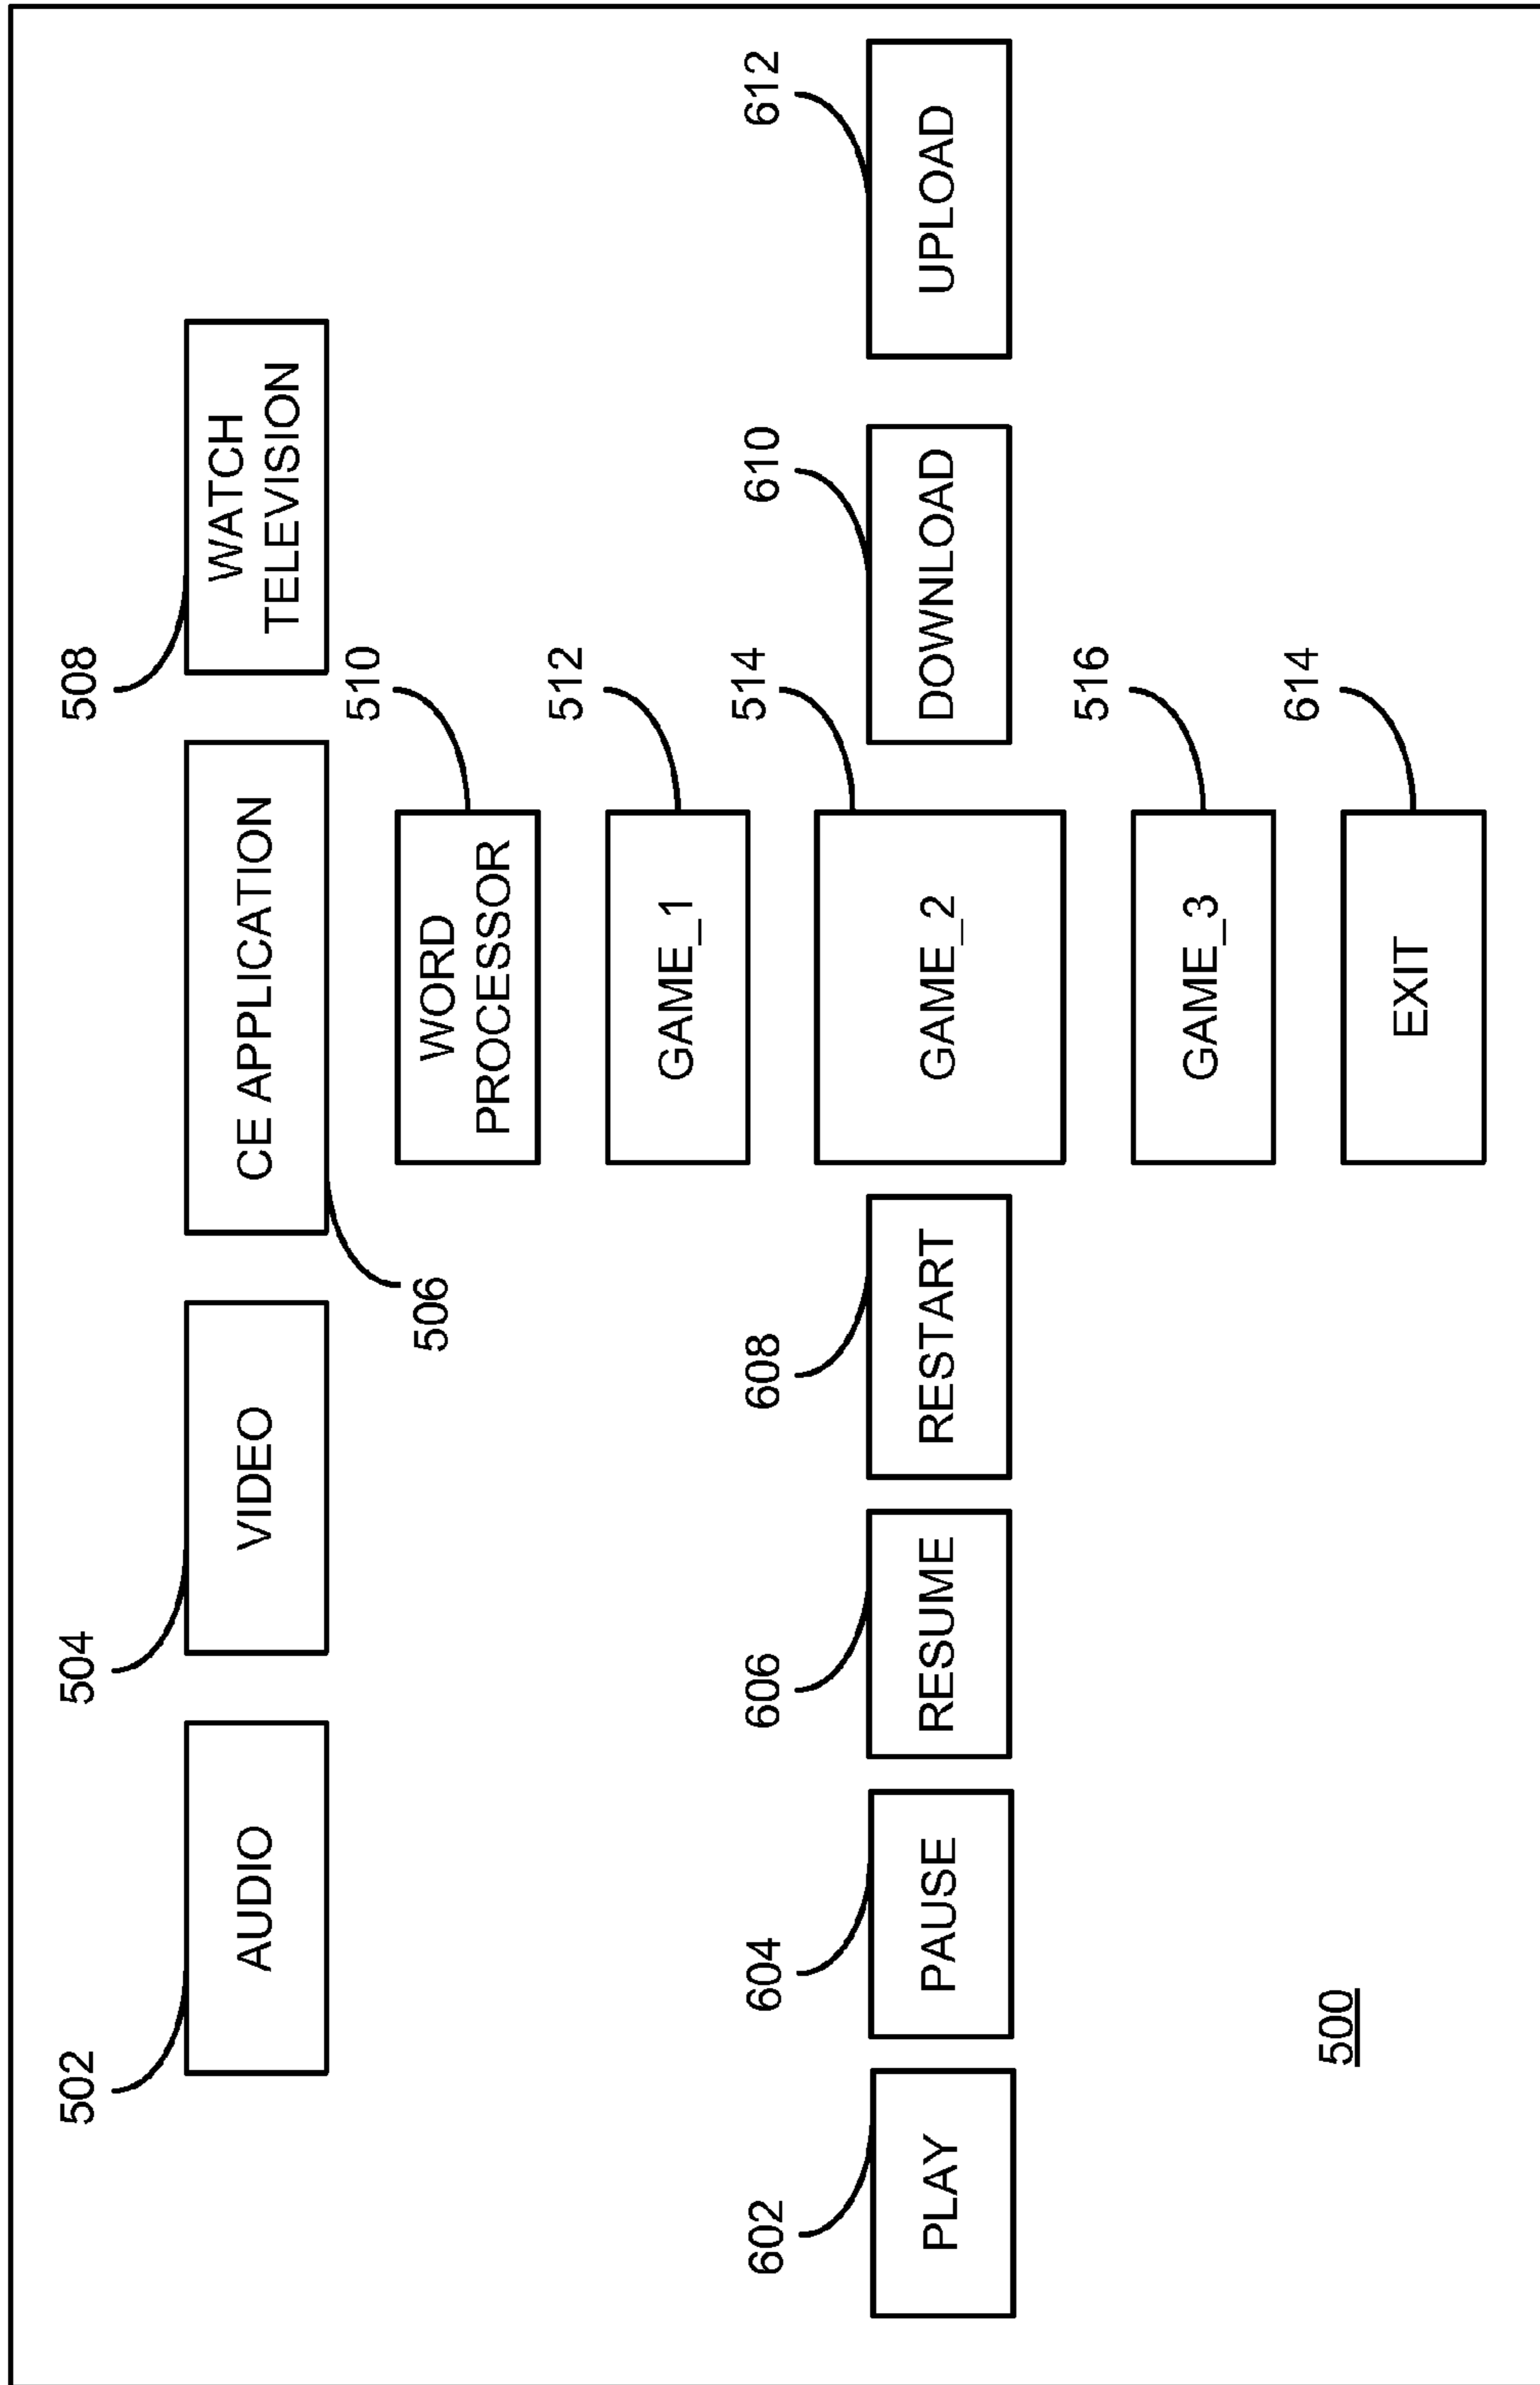 502
504
508
AUDIO
VIDEO
CE APPLICATION
WATCH
TELEVISION
506
510
WORD
PROCESSOR
512
GAME_1
602
604
606
608
514
610
612
PLAY
PAUSE
RESUME
RESTART
GAME_2
DOWNLOAD
UPLOAD
516
GAME_3
614
500
EXIT